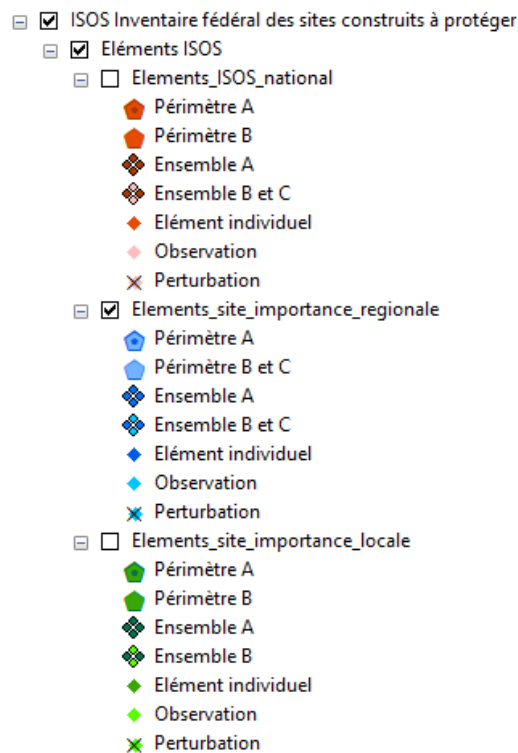 ISOS Inventaire fédéral des sites construits à protéger
Eléments ISOS
Elements_ISOS_national
Périmètre A
Périmètre B
Ensemble A
Ensemble B et C
Elément individuel
Observation
Perturbation
Elements_site_importance_regionale
Périmètre A
Périmètre B et C
Ensemble A
Ensemble B et C
Elément individuel
Observation
Perturbation
Elements_site_importance_locale
Périmètre A
Périmètre B
Ensemble A
Ensemble B
Elément individuel
Observation
Perturbation